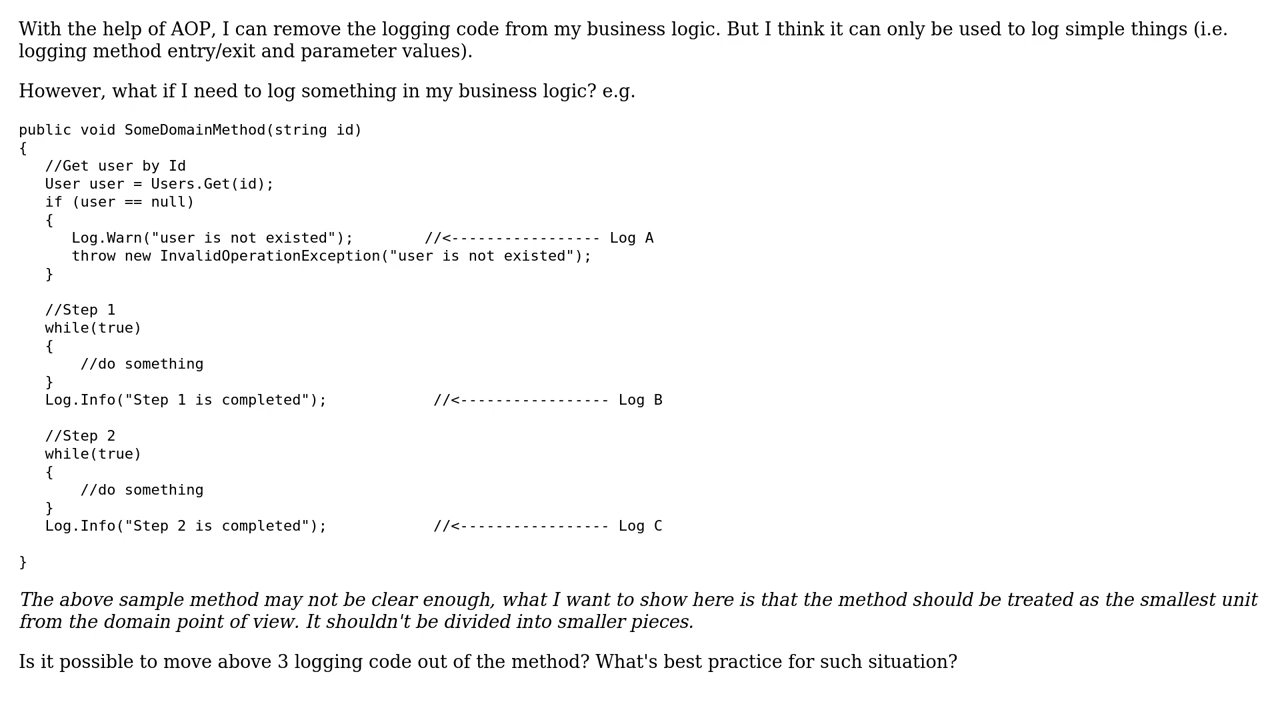 With the help of AOP, I can remove the logging code from my business logic. But I think it can only be used to log simple things (i.e.
logging method entry/exit and parameter values).
However, what if I need to log something in my business logic? e.g.
public void SomeDomainMethod(string id)
{
   //Get user by Id
   User user = Users.Get(id);
   if (user == null)
   {
      Log.Warn("user is not existed");        //<----------------- Log A
      throw new InvalidOperationException("user is not existed");
   }

   //Step 1
   while(true)
   {
       //do something
   }
   Log.Info("Step 1 is completed");            //<----------------- Log B

   //Step 2
   while(true)
   {
       //do something
   }
   Log.Info("Step 2 is completed");            //<----------------- Log C

}
The above sample method may not be clear enough, what I want to show here is that the method should be treated as the smallest unit
from the domain point of view. It shouldn't be divided into smaller pieces.
Is it possible to move above 3 logging code out of the method? What's best practice for such situation?